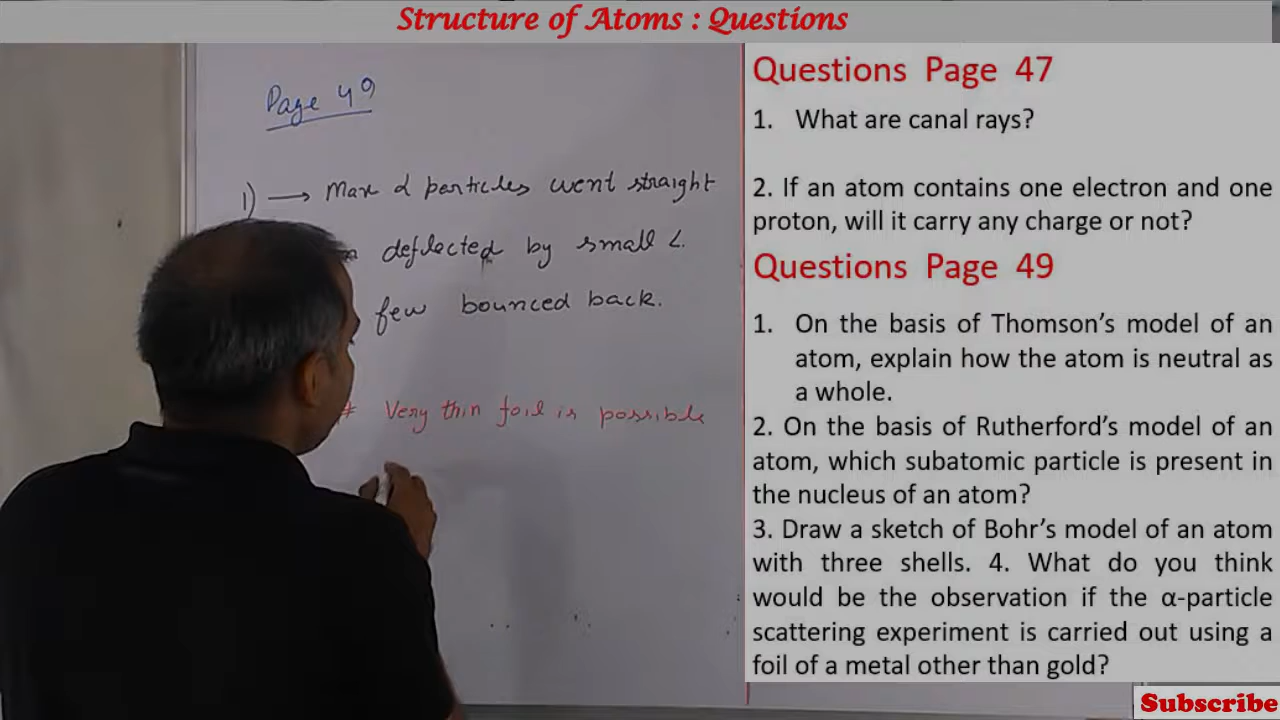 Structure of Atoms : Questions
Page 49
1) → Max α particles went straight
deflected by small ∠.
few bounced back.
* Very thin foil is possible
Questions Page 47
1. What are canal rays?
2. If an atom contains one electron and one
proton, will it carry any charge or not?
Questions Page 49
1. On the basis of Thomson's model of an
atom, explain how the atom is neutral as
a whole.
2. On the basis of Rutherford's model of an
atom, which subatomic particle is present in
the nucleus of an atom?
3. Draw a sketch of Bohr's model of an atom
with three shells. 4. What do you think
would be the observation if the α-particle
scattering experiment is carried out using a
foil of a metal other than gold?
Subscribe